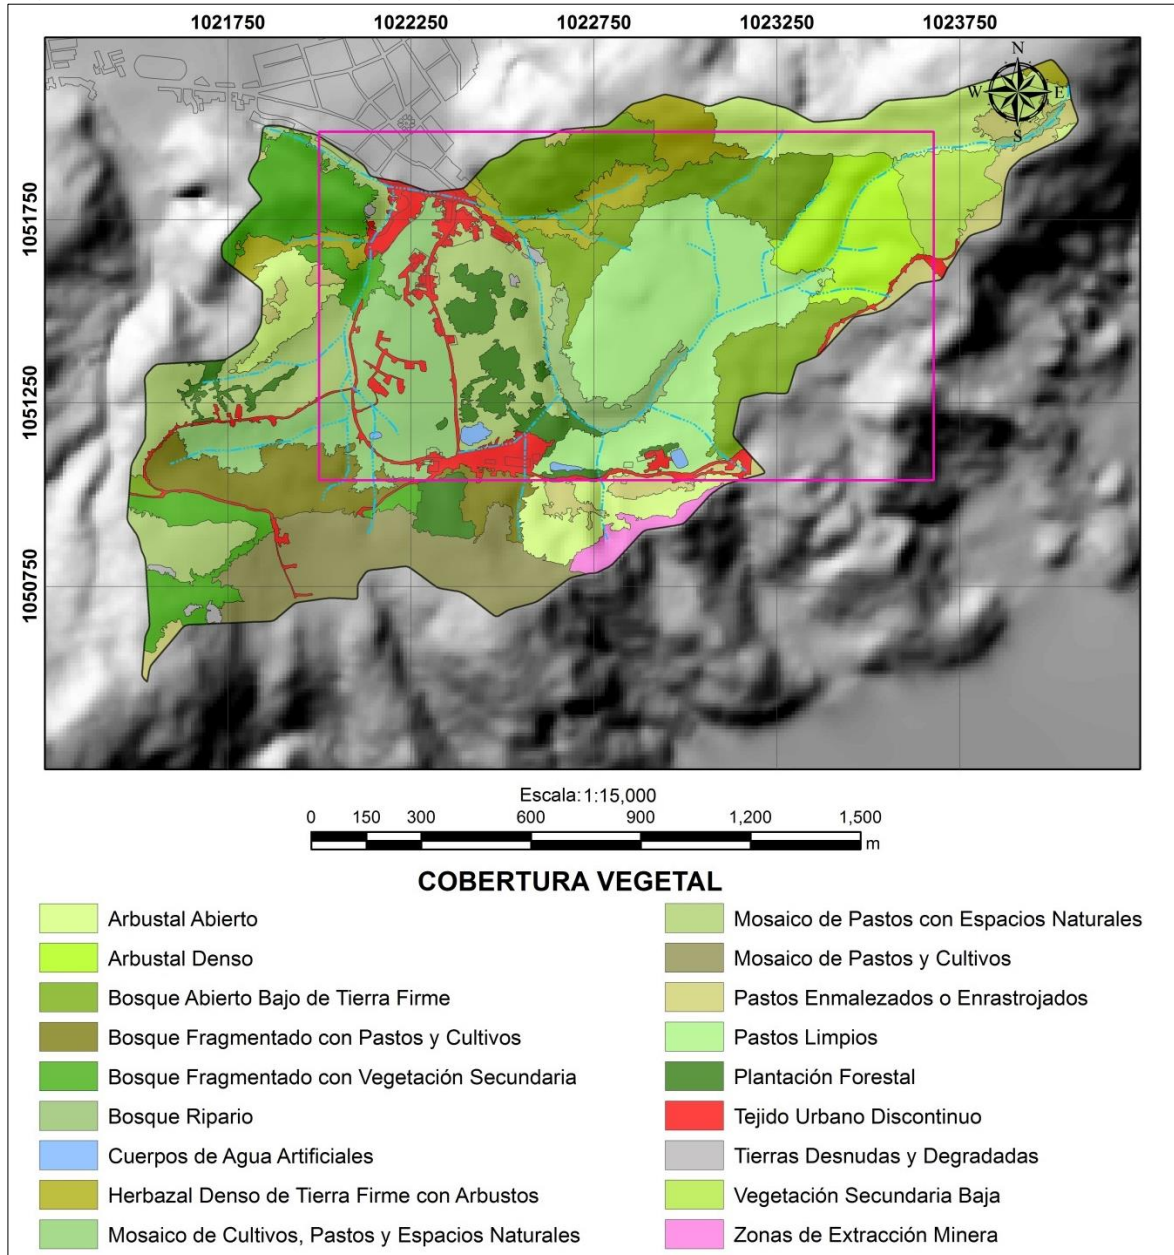 1021750 1022250 1022750 1023250 1023750
N
W E
S
1051750
1051250
1050750
Escala: 1:15,000
0 150 300 600 900 1,200 1,500
m
COBERTURA VEGETAL
Arbustal Abierto
Arbustal Denso
Bosque Abierto Bajo de Tierra Firme
Bosque Fragmentado con Pastos y Cultivos
Bosque Fragmentado con Vegetación Secundaria
Bosque Ripario
Cuerpos de Agua Artificiales
Herbazal Denso de Tierra Firme con Arbustos
Mosaico de Cultivos, Pastos y Espacios Naturales
Mosaico de Pastos con Espacios Naturales
Mosaico de Pastos y Cultivos
Pastos Enmalezados o Enrastrojados
Pastos Limpios
Plantación Forestal
Tejido Urbano Discontinuo
Tierras Desnudas y Degradadas
Vegetación Secundaria Baja
Zonas de Extracción Minera